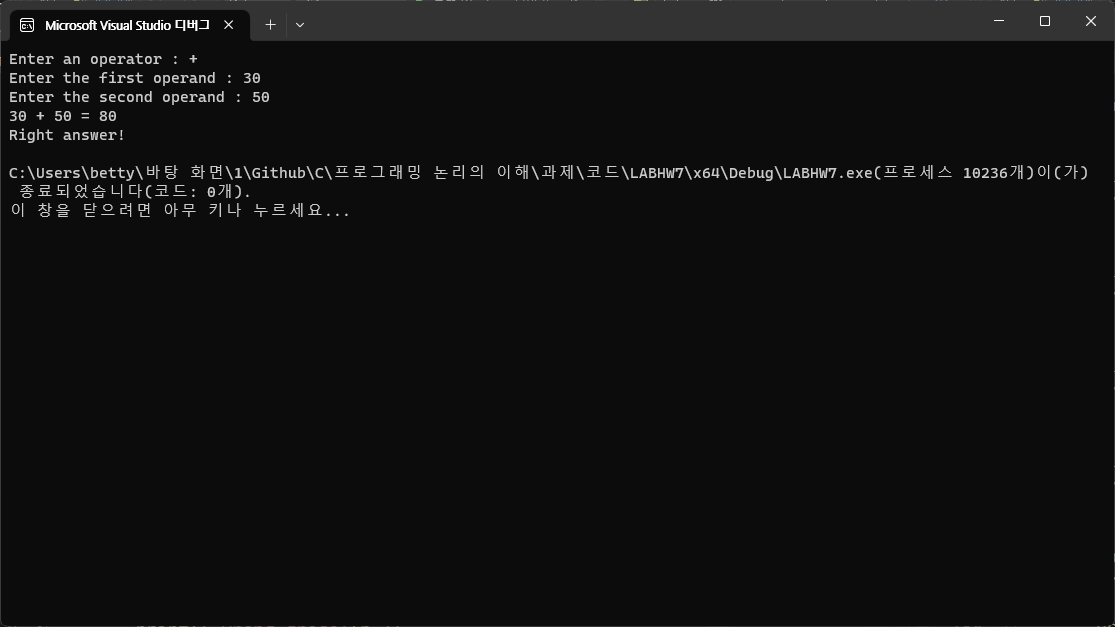 Microsoft Visual Studio 디버그
Enter an operator : +
Enter the first operand : 30
Enter the second operand : 50
30 + 50 = 80
Right answer!
C:\Users\betty\바탕 화면\1\Github\C\프로그래밍 논리의 이해\과제\코드\LABHW7\x64\Debug\LABHW7.exe(프로세스 10236개)이(가)
종료되었습니다(코드: 0개).
이 창을 닫으려면 아무 키나 누르세요...